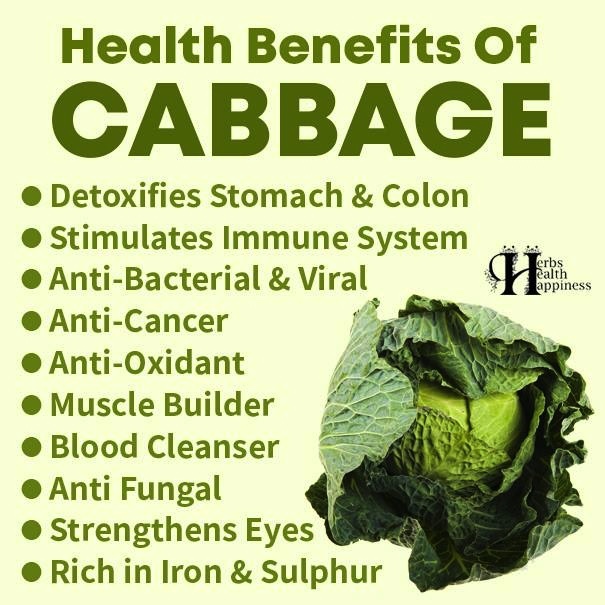 Health Benefits Of
CABBAGE
● Detoxifies Stomach & Colon
● Stimulates Immune System
● Anti-Bacterial & Viral
● Anti-Cancer
● Anti-Oxidant
● Muscle Builder
● Blood Cleanser
● Anti Fungal
● Strengthens Eyes
● Rich in Iron & Sulphur
Herbs
Health
Happiness